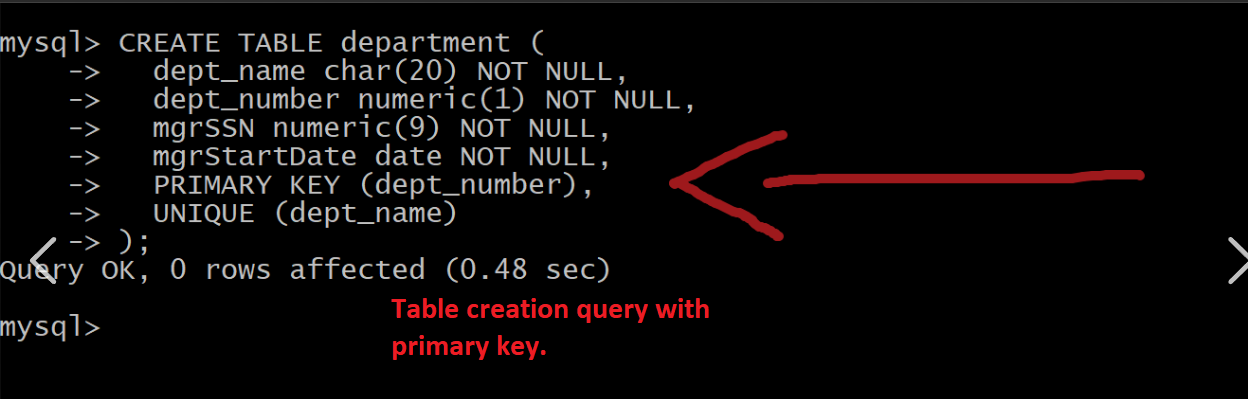 mysql> CREATE TABLE department (
    ->   dept_name char(20) NOT NULL,
    ->   dept_number numeric(1) NOT NULL,
    ->   mgrSSN numeric(9) NOT NULL,
    ->   mgrStartDate date NOT NULL,
    ->   PRIMARY KEY (dept_number),
    ->   UNIQUE (dept_name)
    -> );
Query OK, 0 rows affected (0.48 sec)
Table creation query with
mysql>
primary key.